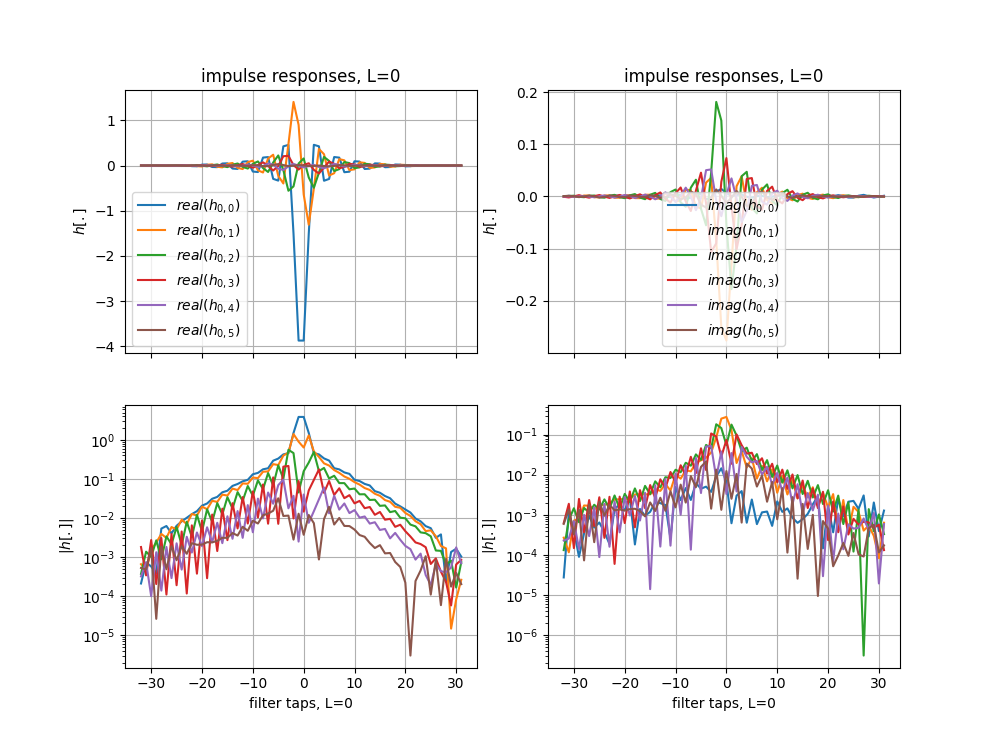 impulse responses, L=0
h[.]
1
0
−1
−2
−3
−4
real(h0,0)
real(h0,1)
real(h0,2)
real(h0,3)
real(h0,4)
real(h0,5)
impulse responses, L=0
h[.]
0.2
0.1
0.0
−0.1
−0.2
imag(h0,0)
imag(h0,1)
imag(h0,2)
imag(h0,3)
imag(h0,4)
imag(h0,5)
|h[.]|
10⁰
10⁻¹
10⁻²
10⁻³
10⁻⁴
10⁻⁵
−30 −20 −10 0 10 20 30
filter taps, L=0
|h[.]|
10⁻¹
10⁻²
10⁻³
10⁻⁴
10⁻⁵
10⁻⁶
−30 −20 −10 0 10 20 30
filter taps, L=0